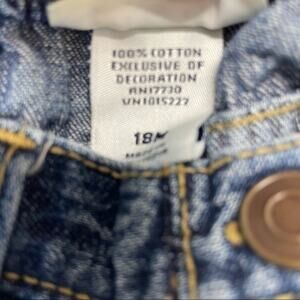 100% COTTON
EXCLUSIVE OF
DECORATION
RN17730
VN1015227
18M